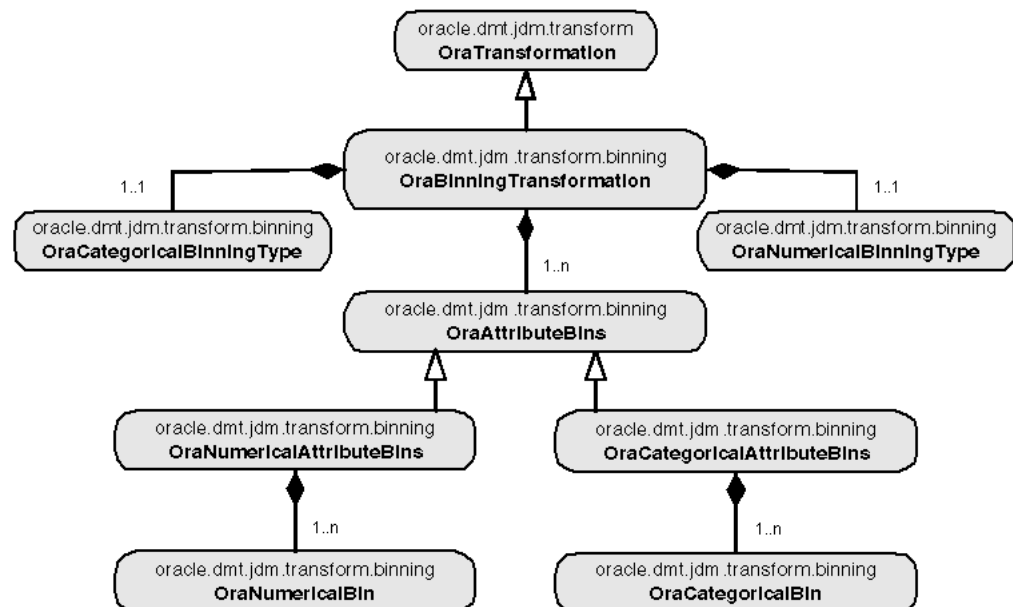 oracle.dmt.jdm.transform
OraTransformation
oracle.dmt.jdm .transform.binning
OraBinningTransformation
1..1
1..1
oracle.dmt.jdm.transform.binning
OraCategoricalBinningType
oracle.dmt.jdm.transform.binning
OraNumericalBinningType
1..n
oracle.dmt.jdm .transform.binning
OraAttributeBins
oracle.dmt.jdm .transform.binning
OraNumericalAttributeBins
oracle.dmt.jdm .transform.binning
OraCategoricalAttributeBins
1..n
1..n
oracle.dmt.jdm .transform.binning
OraNumericalBin
oracle.dmt.jdm .transform.binning
OraCategoricalBin